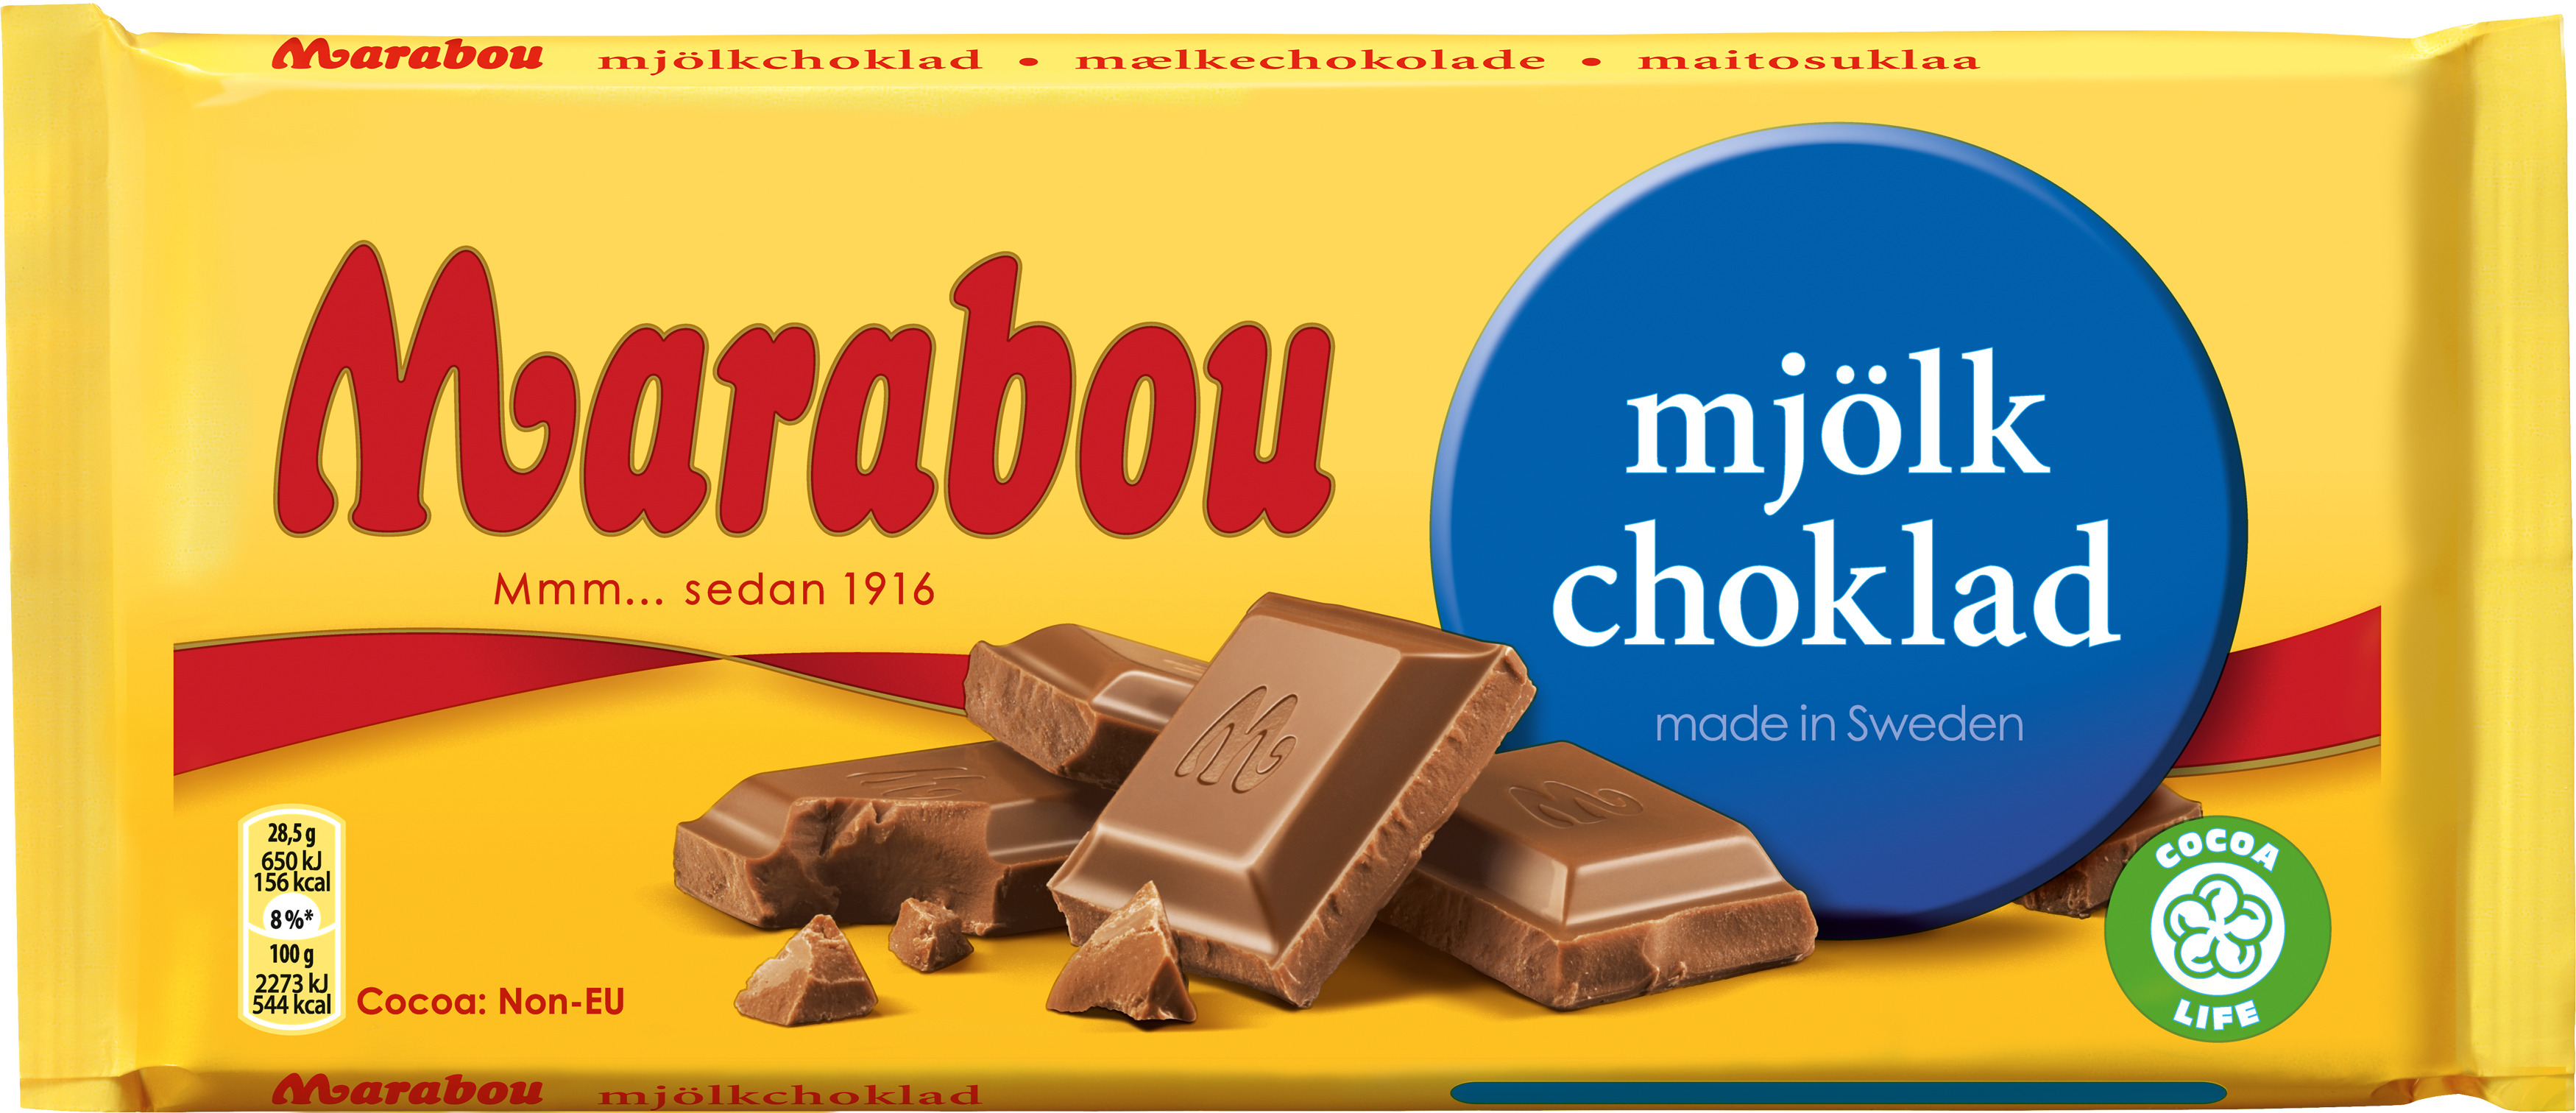 Marabou mjölkchoklad • mælkechokolade • maitosuklaa
Marabou
Mmm... sedan 1916
mjölk
choklad
made in Sweden
28,5 g
650 kJ
156 kcal
8%*
100 g
2273 kJ
544 kcal
Cocoa: Non-EU
COCOA
LIFE
Marabou mjölkchoklad